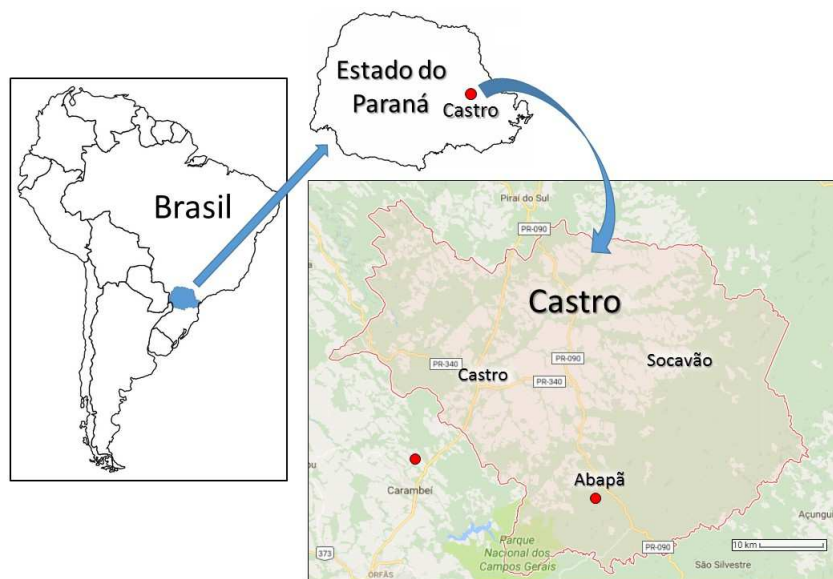 Estado do
Paraná
Castro
Brasil
Piraí do Sul
PR-090
Castro
Socavão
PR-340
PR-090
Castro
PR-340
Carambeí
Abapã
Açungui
10 km
Parque
Nacional dos
Campos Gerais
PR-090
373
ÓRFÃS
São Silvestre